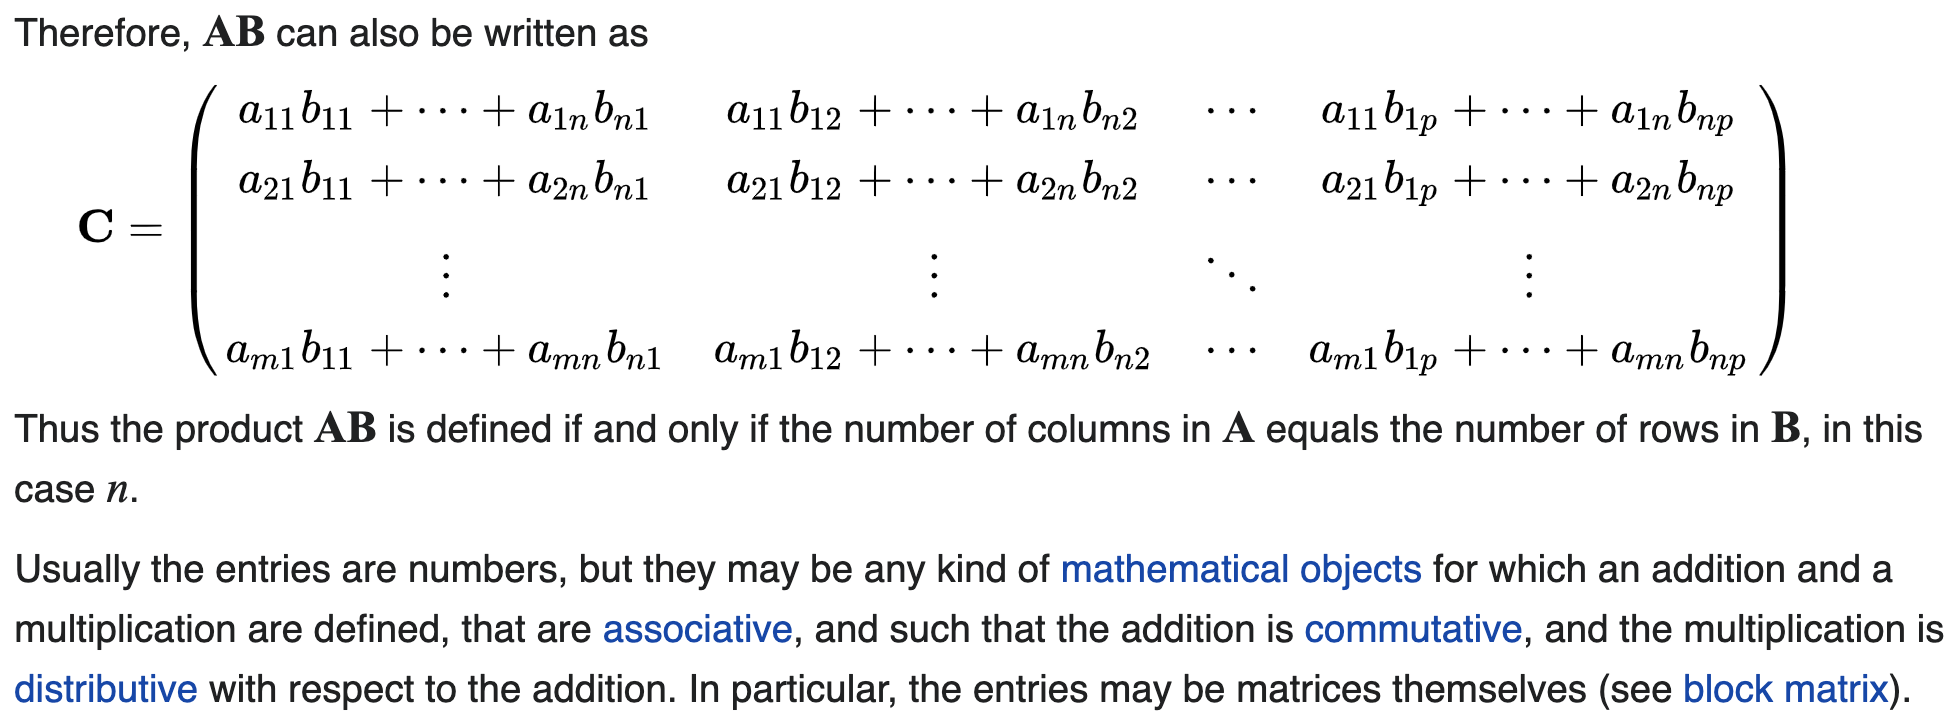 Therefore, AB can also be written as
C = ( a₁₁b₁₁ + ⋯ + a₁ₙbₙ₁ a₁₁b₁₂ + ⋯ + a₁ₙbₙ₂ ⋯ a₁₁b₁ₚ + ⋯ + a₁ₙbₙₚ
a₂₁b₁₁ + ⋯ + a₂ₙbₙ₁ a₂₁b₁₂ + ⋯ + a₂ₙbₙ₂ ⋯ a₂₁b₁ₚ + ⋯ + a₂ₙbₙₚ
⋮ ⋮ ⋱ ⋮
aₘ₁b₁₁ + ⋯ + aₘₙbₙ₁ aₘ₁b₁₂ + ⋯ + aₘₙbₙ₂ ⋯ aₘ₁b₁ₚ + ⋯ + aₘₙbₙₚ )
Thus the product AB is defined if and only if the number of columns in A equals the number of rows in B, in this
case n.
Usually the entries are numbers, but they may be any kind of mathematical objects for which an addition and a
multiplication are defined, that are associative, and such that the addition is commutative, and the multiplication is
distributive with respect to the addition. In particular, the entries may be matrices themselves (see block matrix).